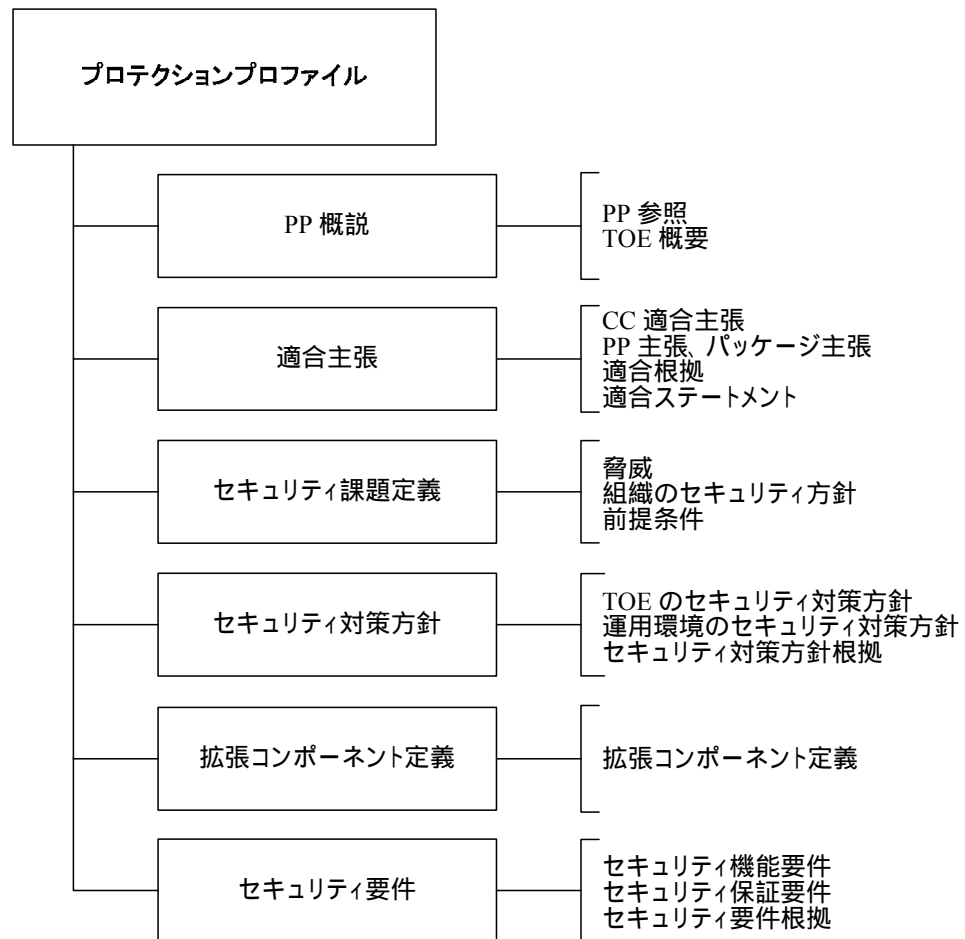 プロテクションプロファイル
PP 概説
PP 参照
TOE 概要
適合主張
CC 適合主張
PP 主張、パッケージ主張
適合根拠
適合ステートメント
セキュリティ課題定義
脅威
組織のセキュリティ方針
前提条件
セキュリティ対策方針
TOE のセキュリティ対策方針
運用環境のセキュリティ対策方針
セキュリティ対策方針根拠
拡張コンポーネント定義
拡張コンポーネント定義
セキュリティ要件
セキュリティ機能要件
セキュリティ保証要件
セキュリティ要件根拠